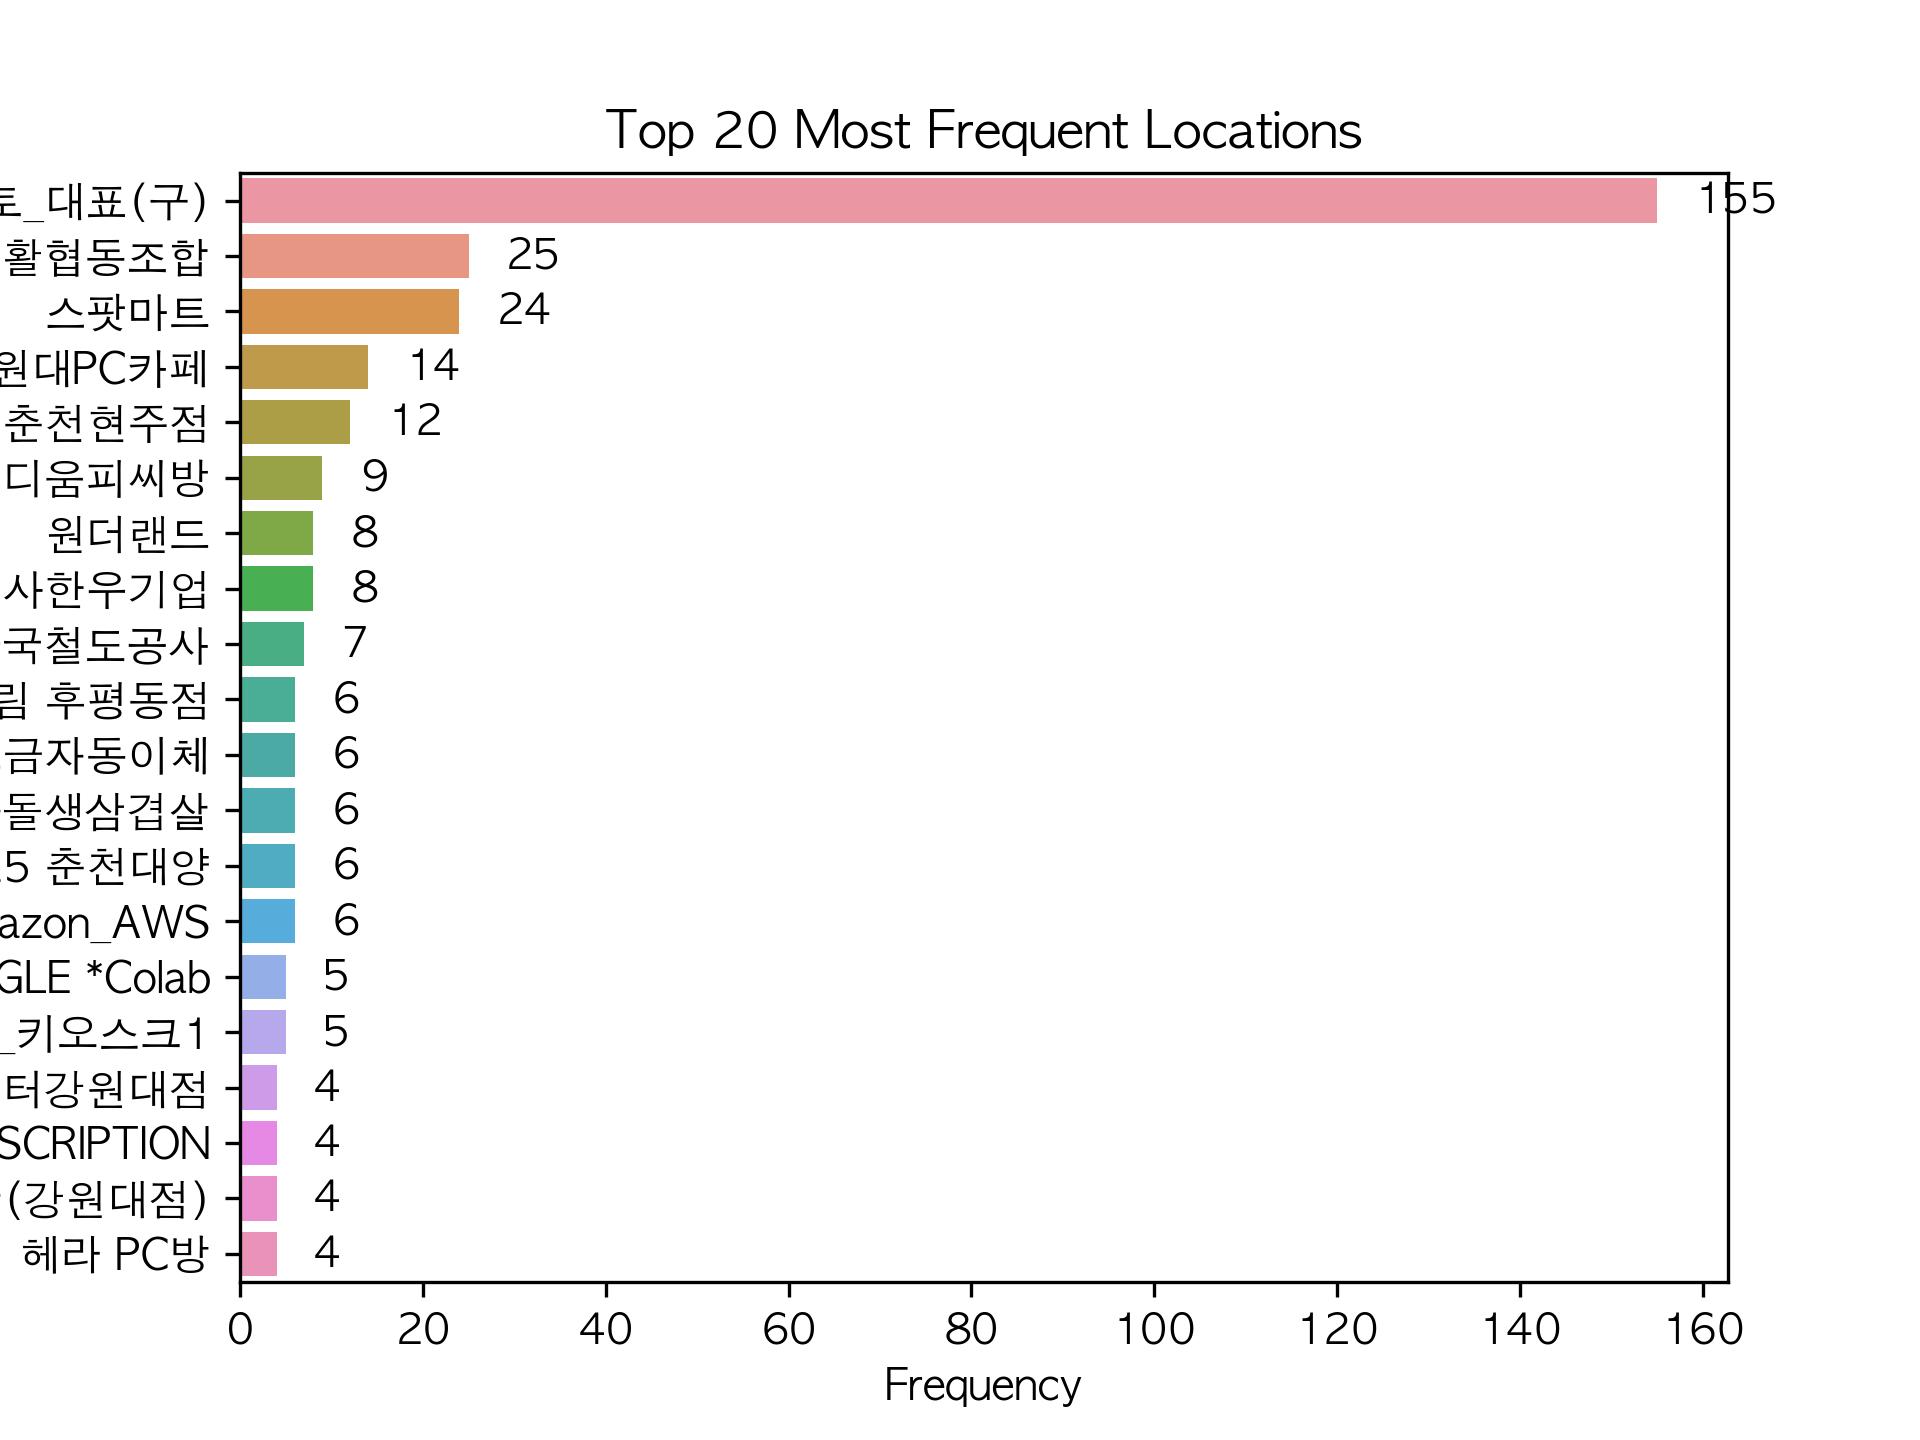 Top 20 Most Frequent Locations
토_대표(구) 155
활협동조합 25
스팟마트 24
원대PC카페 14
춘천현주점 12
디움피씨방 9
원더랜드 8
사한우기업 8
국철도공사 7
림 후평동점 6
금자동이체 6
돌생삼겹살 6
5 춘천대양 6
azon_AWS 6
GLE *Colab 5
_키오스크1 5
터강원대점 4
SCRIPTION 4
(강원대점) 4
헤라 PC방 4
0 20 40 60 80 100 120 140 160
Frequency